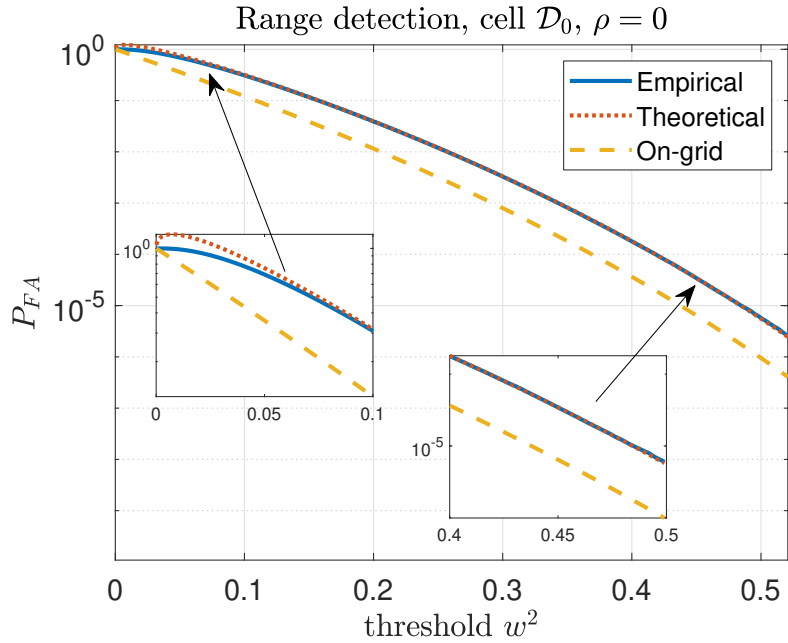 Range detection, cell 𝒟₀, ρ = 0
10⁰
Empirical
Theoretical
On-grid
10⁰
0
0.05
0.1
P_FA
10⁻⁵
10⁻⁵
0.4
0.45
0.5
0
0.1
0.2
0.3
0.4
0.5
threshold w²